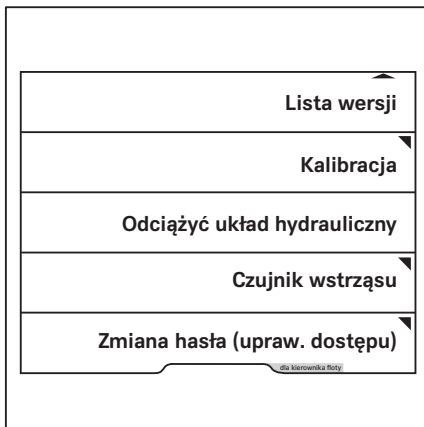 Lista wersji
Kalibracja
Odciążyć układ hydrauliczny
Czujnik wstrząsu
Zmiana hasła (upraw. dostępu)
dla kierownika floty